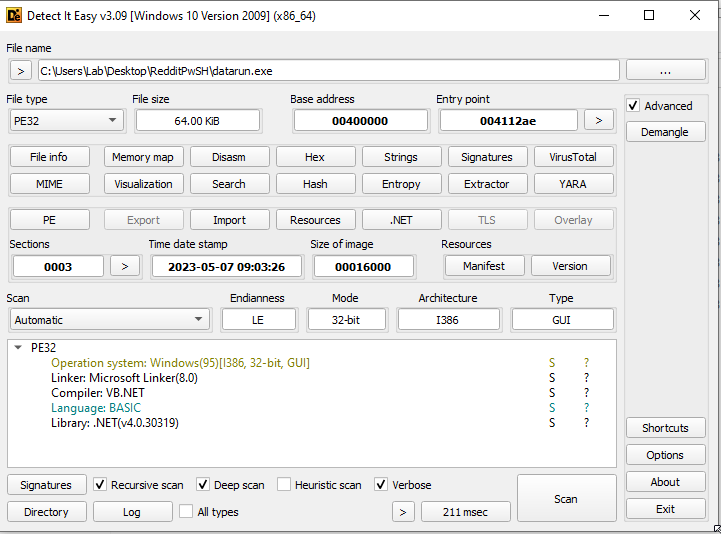 Detect It Easy v3.09 [Windows 10 Version 2009] (x86_64)
File name
> C:\Users\Lab\Desktop\RedditPwSH\datarun.exe ...
File type File size Base address Entry point Advanced
PE32 64.00 KiB 00400000 004112ae > Demangle
File info Memory map Disasm Hex Strings Signatures VirusTotal
MIME Visualization Search Hash Entropy Extractor YARA
PE Export Import Resources .NET TLS Overlay
Sections Time date stamp Size of image Resources
0003 > 2023-05-07 09:03:26 00016000 Manifest Version
Scan Endianness Mode Architecture Type
Automatic LE 32-bit I386 GUI
PE32
Operation system: Windows(95)[I386, 32-bit, GUI] S ?
Linker: Microsoft Linker(8.0) S ?
Compiler: VB.NET S ?
Language: BASIC S ?
Library: .NET(v4.0.30319) S ?
Shortcuts
Options
Signatures Recursive scan Deep scan Heuristic scan Verbose Scan About
Directory Log All types > 211 msec Exit